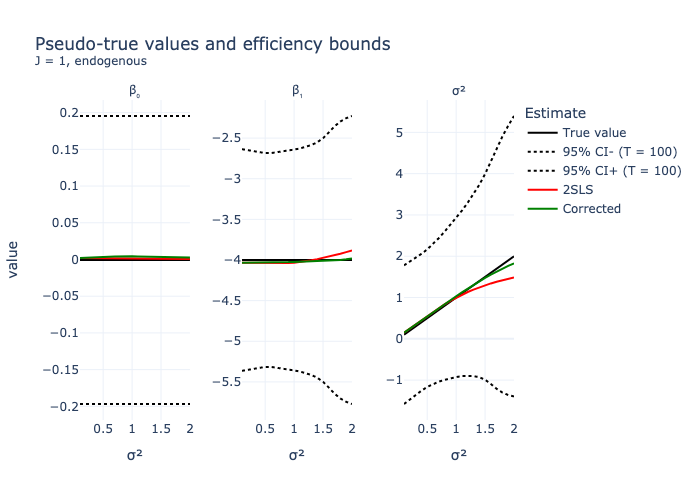 Pseudo-true values and efficiency bounds
J = 1, endogenous
β₀
β₁
σ²
value
0.2
0.15
0.1
0.05
0
−0.05
−0.1
−0.15
−0.2
0.5 1 1.5 2
σ²
−2.5
−3
−3.5
−4
−4.5
−5
−5.5
0.5 1 1.5 2
σ²
5
4
3
2
1
0
−1
0.5 1 1.5 2
σ²
Estimate
True value
95% CI- (T = 100)
95% CI+ (T = 100)
2SLS
Corrected